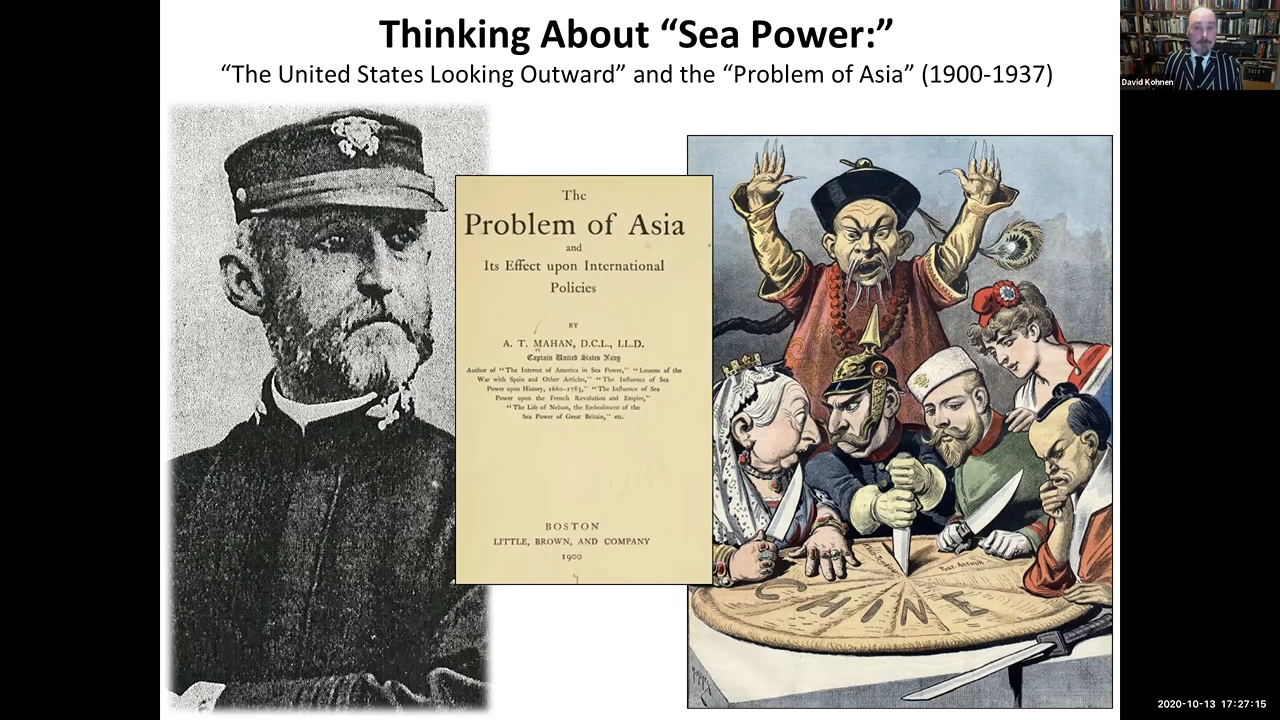 Thinking About “Sea Power:”
“The United States Looking Outward” and the “Problem of Asia” (1900-1937)
David Kohnen
The
Problem of Asia
and
Its Effect upon International
Policies
BY
A. T. MAHAN, D.C.L., LL.D.
Captain United States Navy
Author of “The Interest of America in Sea Power,” “Lessons of the
War with Spain and Other Articles,” “The Influence of Sea
Power upon History, 1660–1783,” “The Influence of Sea
Power upon the French Revolution and Empire,”
“The Life of Nelson, the Embodiment of the
Sea Power of Great Britain,” etc.
BOSTON
LITTLE, BROWN, AND COMPANY
1900
PORT-ARTHUR
CHINE
2020-10-13 17:27:15